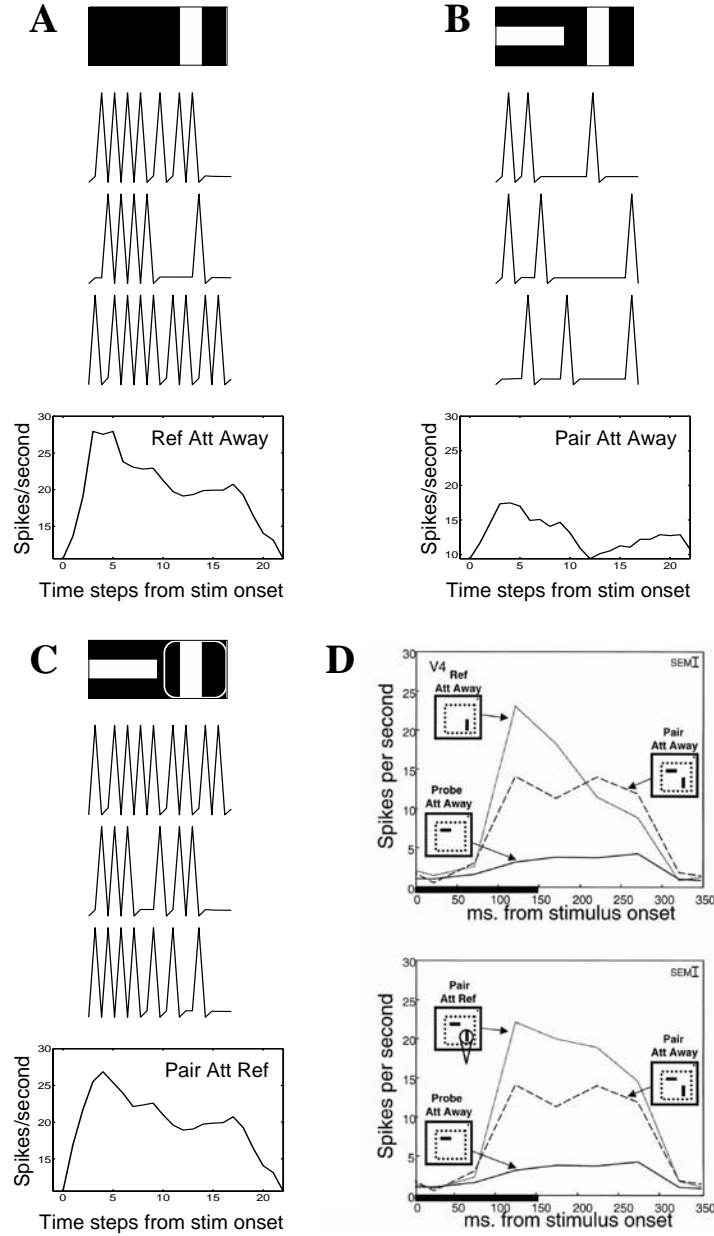 A
B
30
25
20
15
Spikes/second
Ref Att Away
0 5 10 15 20
Time steps from stim onset
30
25
20
15
10
Spikes/second
Pair Att Away
0 5 10 15 20
Time steps from stim onset
C
D
30
25
20
15
Spikes/second
Pair Att Ref
0 5 10 15 20
Time steps from stim onset
30
25
20
15
10
5
0
Spikes per second
V4
SEM
Ref
Att Away
Pair
Att Away
Probe
Att Away
0 50 100 150 200 250 300 350
ms. from stimulus onset
30
25
20
15
10
5
0
Spikes per second
SEM
Pair
Att Ref
Pair
Att Away
Probe
Att Away
0 50 100 150 200 250 300 350
ms. from stimulus onset